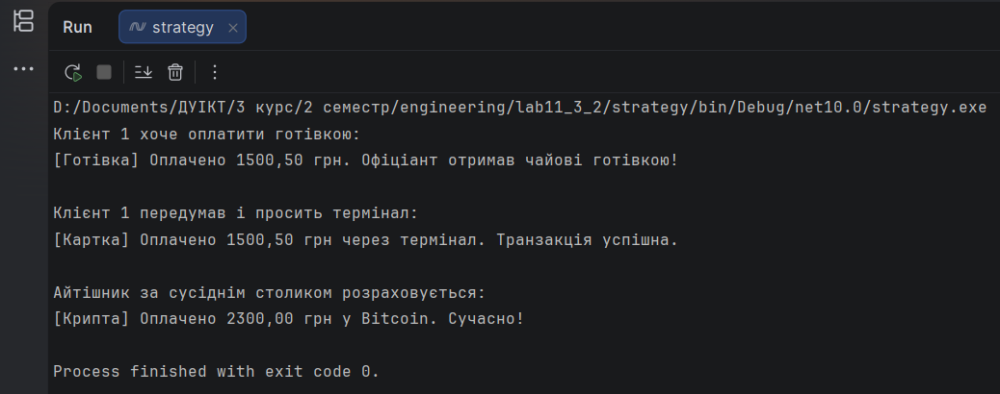 Run
strategy
D:/Documents/ДУІКТ/3 курс/2 семестр/engineering/lab11_3_2/strategy/bin/Debug/net10.0/strategy.exe
Клієнт 1 хоче оплатити готівкою:
[Готівка] Оплачено 1500,50 грн. Офіціант отримав чайові готівкою!
Клієнт 1 передумав і просить термінал:
[Картка] Оплачено 1500,50 грн через термінал. Транзакція успішна.
Айтішник за сусіднім столиком розраховується:
[Крипта] Оплачено 2300,00 грн у Bitcoin. Сучасно!
Process finished with exit code 0.